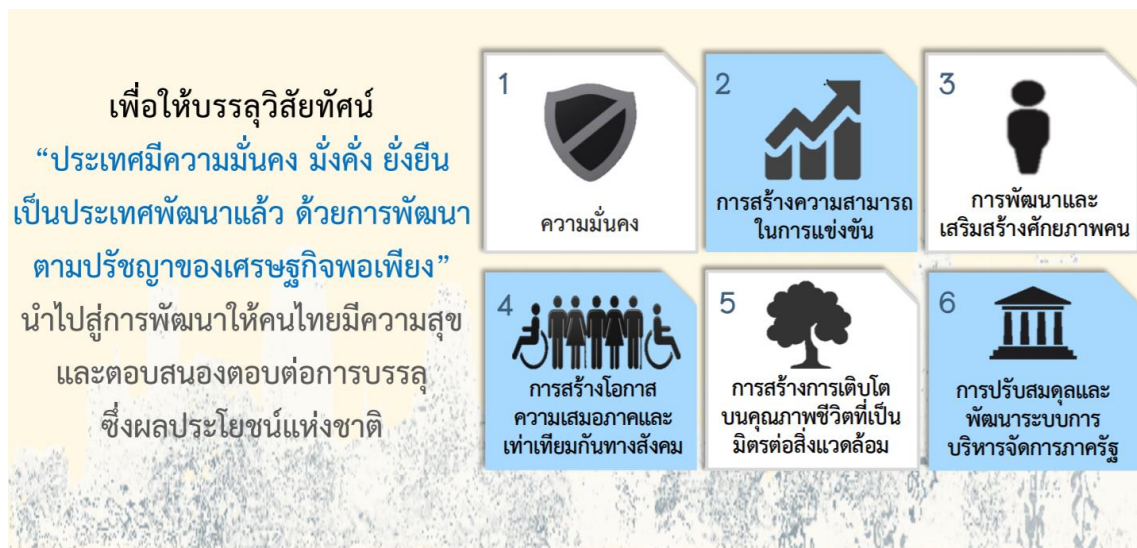 เพื่อให้บรรลุวิสัยทัศน์
“ประเทศมีความมั่นคง มั่งคั่ง ยั่งยืน
เป็นประเทศพัฒนาแล้ว ด้วยการพัฒนา
ตามปรัชญาของเศรษฐกิจพอเพียง”
นำไปสู่การพัฒนาให้คนไทยมีความสุข
และตอบสนองตอบต่อการบรรลุ
ซึ่งผลประโยชน์แห่งชาติ
1
ความมั่นคง
2
การสร้างความสามารถ
ในการแข่งขัน
3
การพัฒนาและ
เสริมสร้างศักยภาพคน
4
การสร้างโอกาส
ความเสมอภาคและ
เท่าเทียมกันทางสังคม
5
การสร้างการเติบโต
บนคุณภาพชีวิตที่เป็น
มิตรต่อสิ่งแวดล้อม
6
การปรับสมดุลและ
พัฒนาระบบการ
บริหารจัดการภาครัฐ